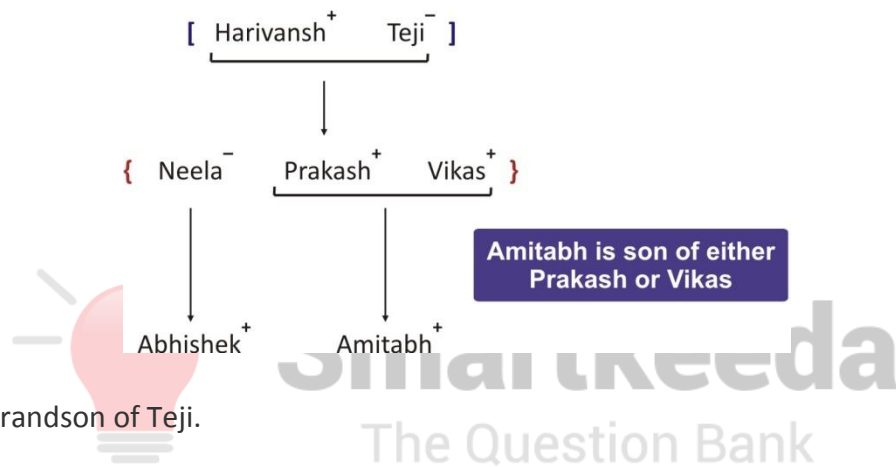 [ Harivansh+ Teji− ]
{ Neela− Prakash+ Vikas+ }
Amitabh is son of either
Prakash or Vikas
Abhishek+ Amitabh+
Smartkeeda
randson of Teji.
The Question Bank